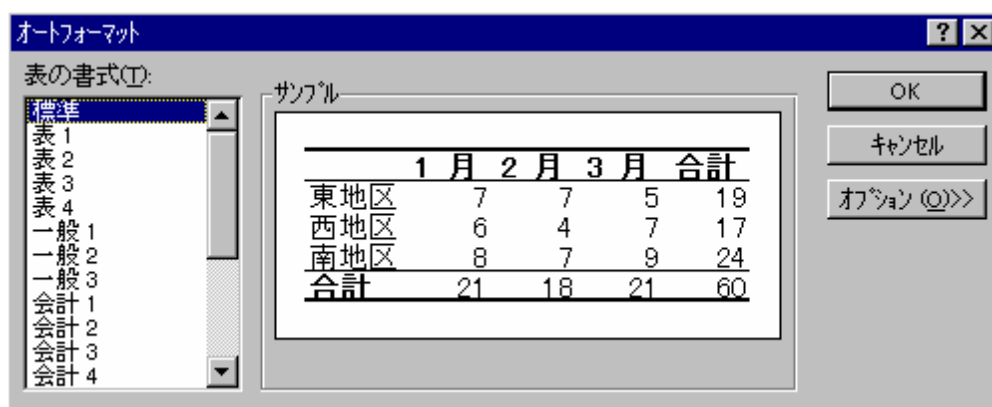 オートフォーマット
表の書式(T):
標準
表 1
表 2
表 3
表 4
一般 1
一般 2
一般 3
会計 1
会計 2
会計 3
会計 4
サンプル
1 月 2 月 3 月 合計
東地区 7 7 5 19
西地区 6 4 7 17
南地区 8 7 9 24
合計 21 18 21 60
OK
キャンセル
オプション (O)>>